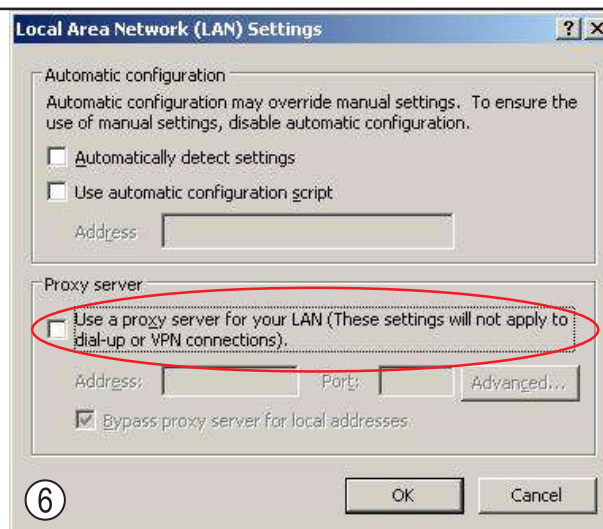 Local Area Network (LAN) Settings
Automatic configuration
Automatic configuration may override manual settings. To ensure the
use of manual settings, disable automatic configuration.
Automatically detect settings
Use automatic configuration script
Address
Proxy server
Use a proxy server for your LAN (These settings will not apply to
dial-up or VPN connections).
Address: Port: Advanced...
Bypass proxy server for local addresses
6 OK Cancel